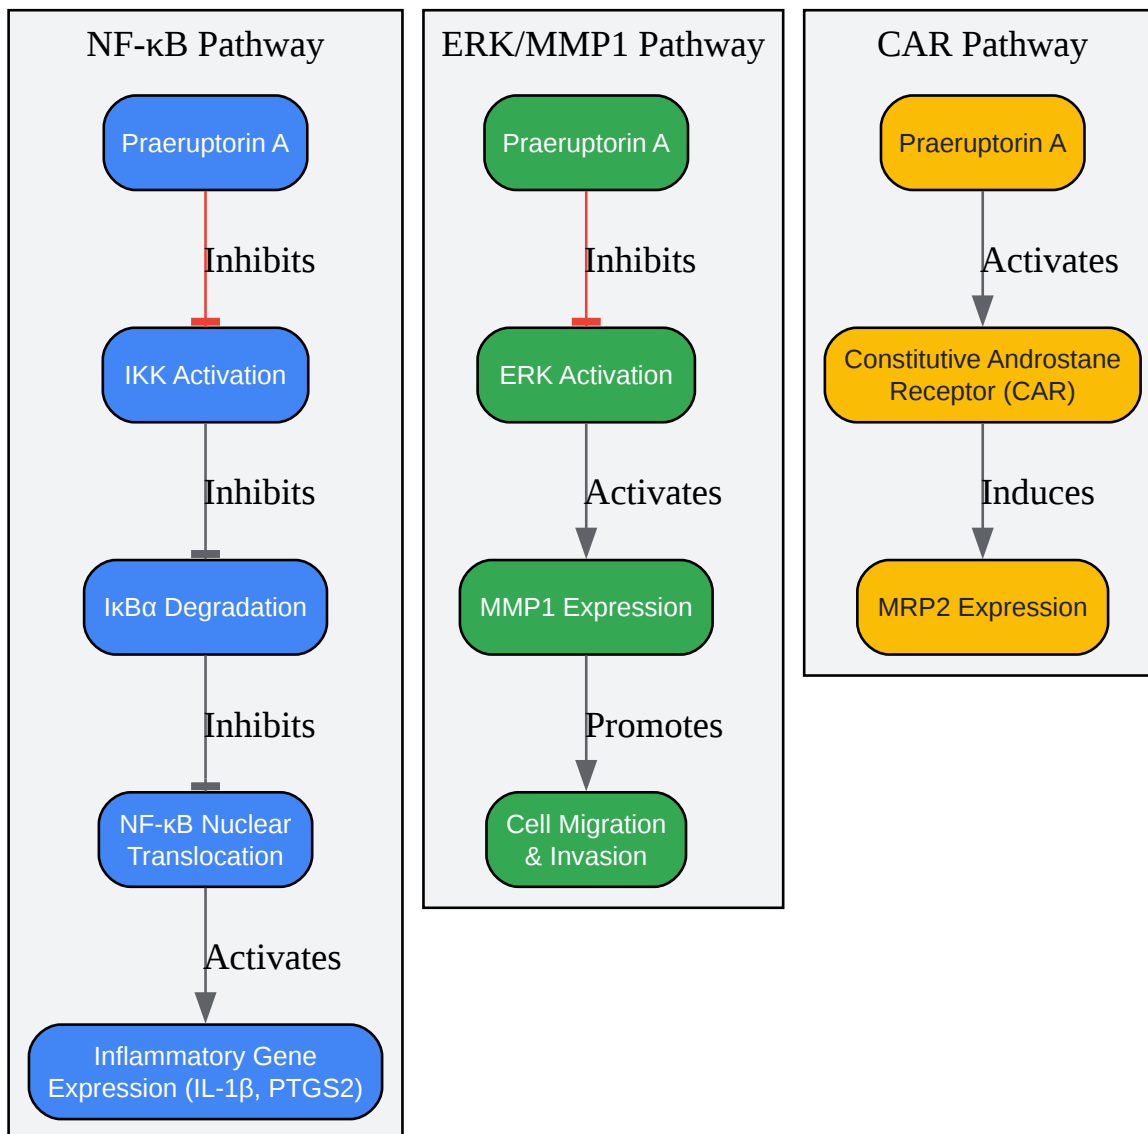 NF-κB Pathway
Praeruptorin A
Inhibits
IKK Activation
Inhibits
IκBα Degradation
Inhibits
NF-κB Nuclear
Translocation
Activates
Inflammatory Gene
Expression (IL-1β, PTGS2)
ERK/MMP1 Pathway
Praeruptorin A
Inhibits
ERK Activation
Activates
MMP1 Expression
Promotes
Cell Migration
& Invasion
CAR Pathway
Praeruptorin A
Activates
Constitutive Androstane
Receptor (CAR)
Induces
MRP2 Expression